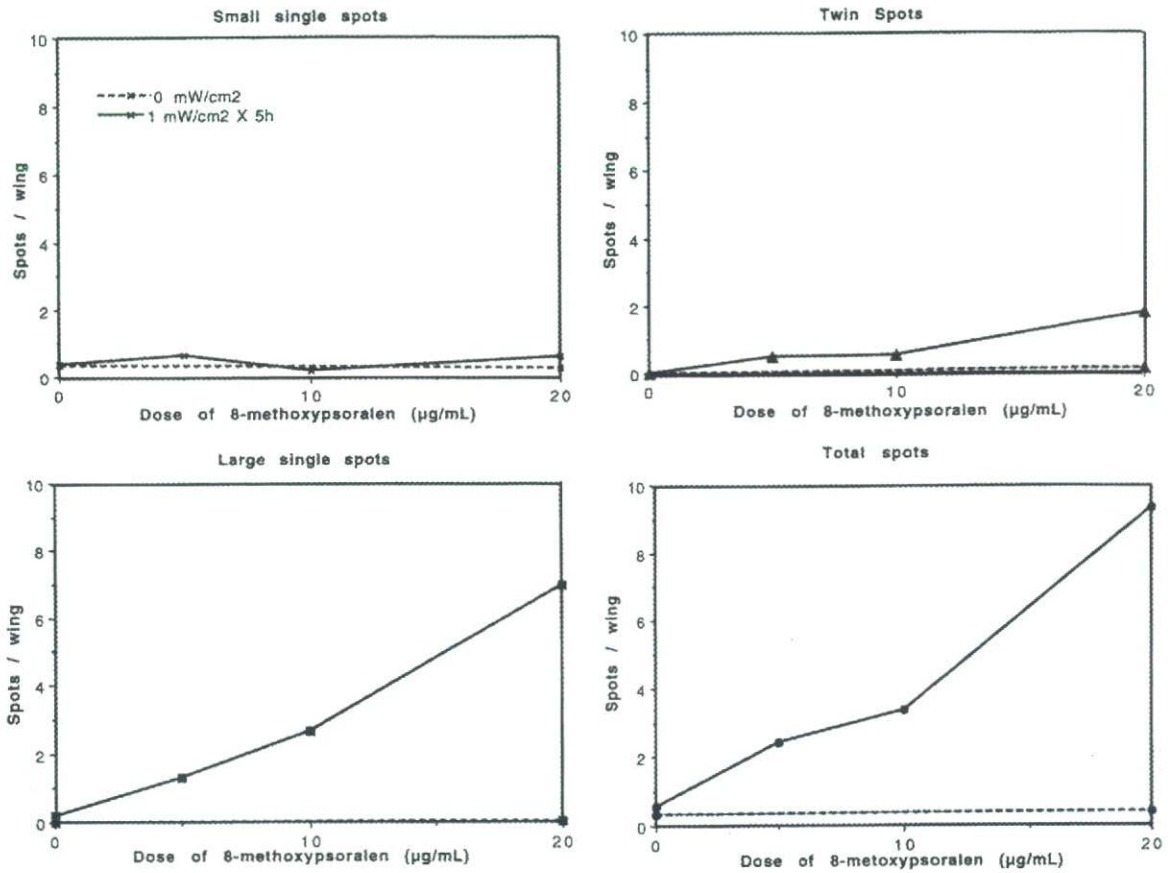 Small single spots
10
8
6
4
2
0
Spots / wing
0 mW/cm2
1 mW/cm2 X 5h
0 10 20
Dose of 8-methoxypsoralen (µg/mL)
Twin Spots
10
8
6
4
2
0
Spots / wing
0 10 20
Dose of 8-methoxypsoralen (µg/mL)
Large single spots
10
8
6
4
2
0
Spots / wing
0 10 20
Dose of 8-methoxypsoralen (µg/mL)
Total spots
10
8
6
4
2
0
Spots / wing
0 10 20
Dose of 8-metoxypsoralen (µg/mL)